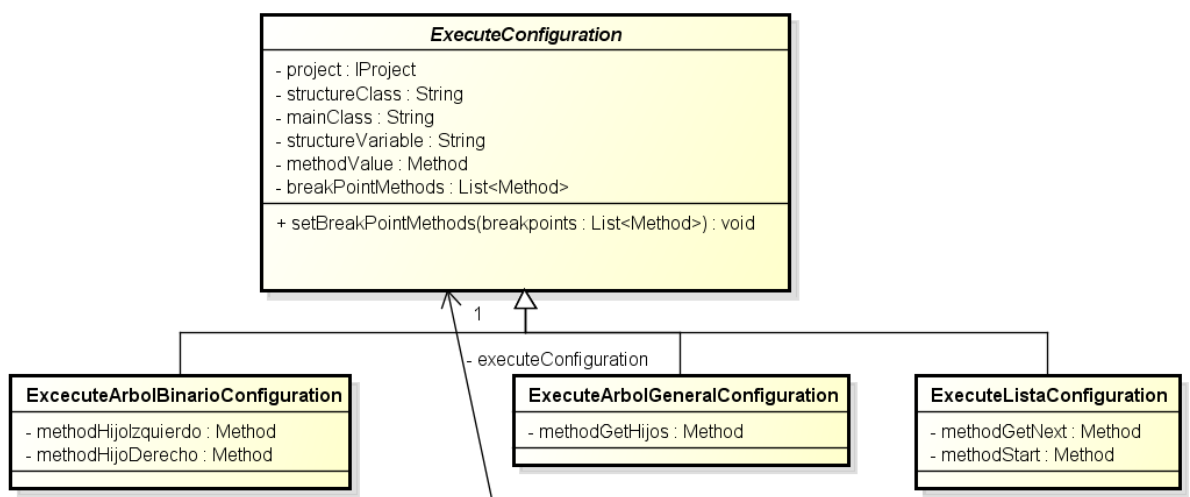 ExecuteConfiguration
- project : IProject
- structureClass : String
- mainClass : String
- structureVariable : String
- methodValue : Method
- breakPointMethods : List<Method>
+ setBreakPointMethods(breakpoints : List<Method>) : void
1
- executeConfiguration
ExcecuteArbolBinarioConfiguration
- methodHijoIzquierdo : Method
- methodHijoDerecho : Method
ExecuteArbolGeneralConfiguration
- methodGetHijos : Method
ExecuteListaConfiguration
- methodGetNext : Method
- methodStart : Method